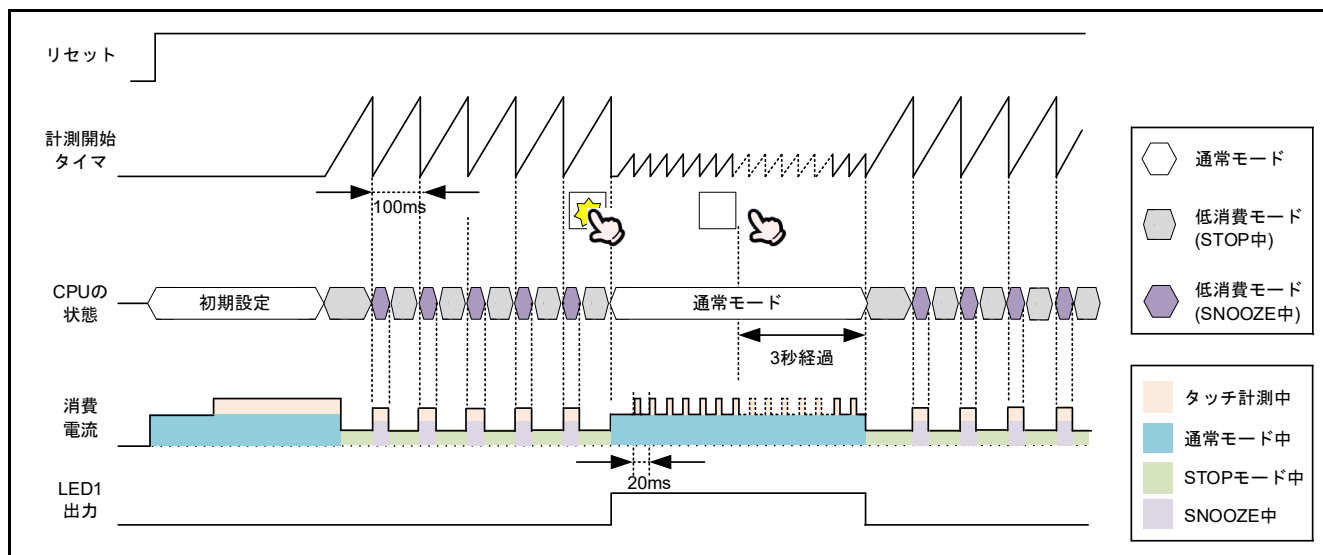 リセット
計測開始
タイマ
100ms
CPUの
状態
初期設定
通常モード
3秒経過
消費
電流
20ms
LED1
出力
通常モード
低消費モード
(STOP中)
低消費モード
(SNOOZE中)
タッチ計測中
通常モード中
STOPモード中
SNOOZE中